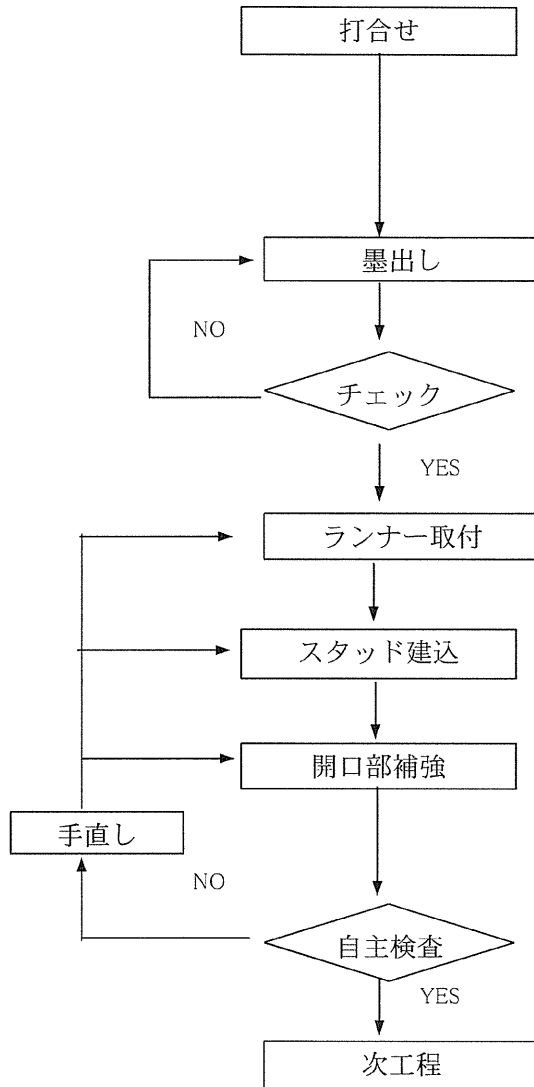 打合せ
墨出し
NO
チェック
YES
ランナー取付
スタッド建込
開口部補強
手直し
NO
自主検査
YES
次工程